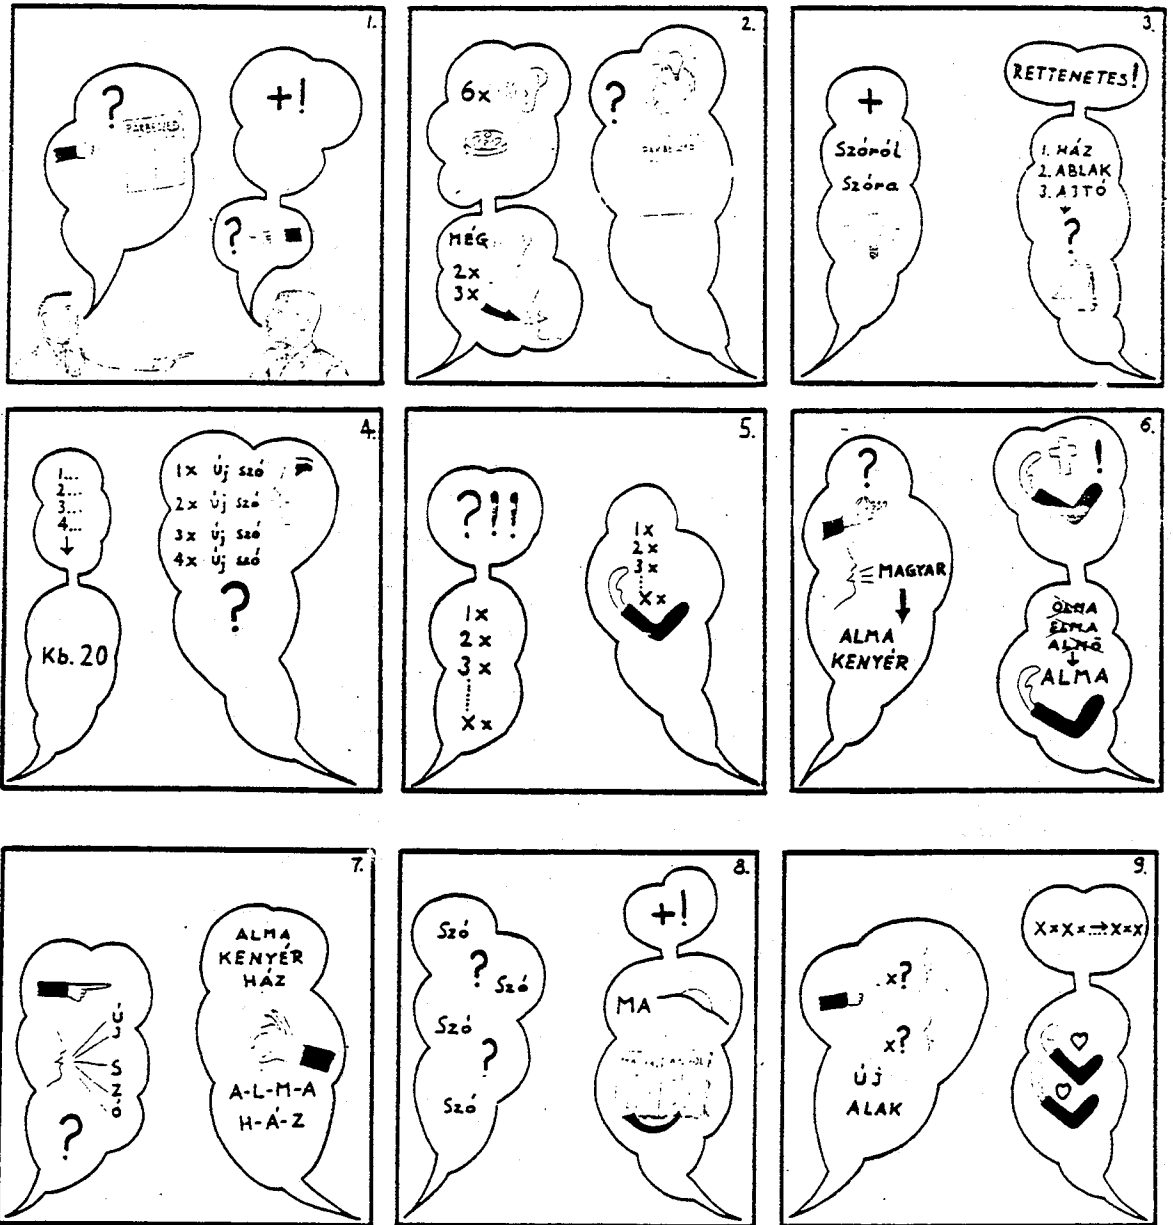 1.
?
PÁRBESZÉD
+!
?
2.
6x
MÉG
2x
3x
?
3.
+
Szóról
Szóra
RETTENETES!
1. HÁZ
2. ABLAK
3. AJTÓ
?
4.
1...
2...
3...
4...
Kb. 20
1x új szó
2x új szó
3x új szó
4x új szó
?
5.
?!!
1x
2x
3x
Xx
1x
2x
3x
Xx
6.
?
MAGYAR
ALMA
KENYÉR
!
OLMA
ELMA
ALMÖ
ALMA
7.
ÚJ
SZÓ
?
ALMA
KENYÉR
HÁZ
A-L-M-A
H-Á-Z
8.
Szó
?
Szó
Szó
?
Szó
+!
MA
9.
x?
x?
ÚJ
ALAK